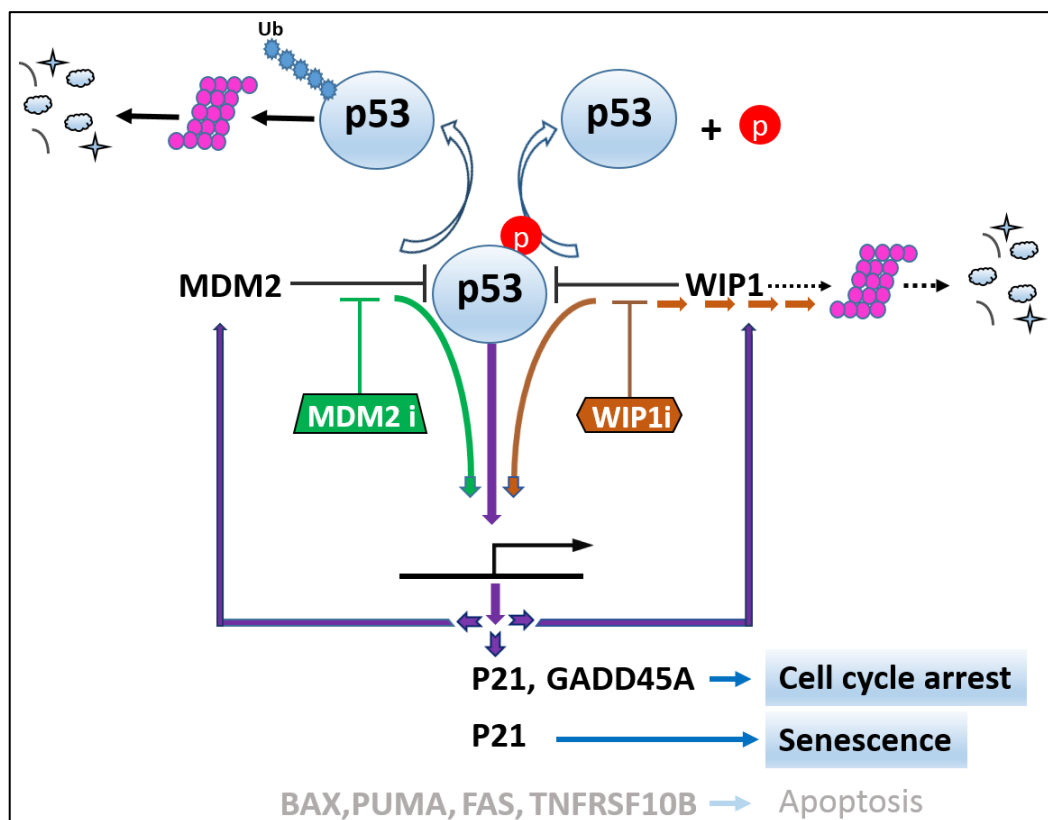 Ub
p53
p53
+
p
p
MDM2
p53
WIP1
MDM2 i
WIP1i
P21, GADD45A
Cell cycle arrest
P21
Senescence
BAX,PUMA, FAS, TNFRSF10B
Apoptosis